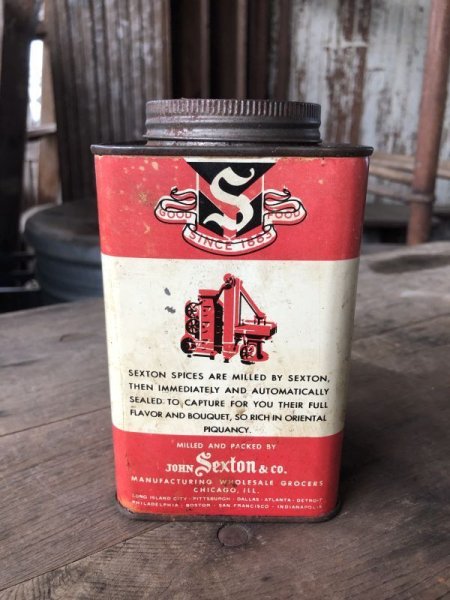 S
GOOD FOOD
SINCE 1883
SEXTON SPICES ARE MILLED BY SEXTON,
THEN IMMEDIATELY AND AUTOMATICALLY
SEALED TO CAPTURE FOR YOU THEIR FULL
FLAVOR AND BOUQUET, SO RICH IN ORIENTAL
PIQUANCY.
MILLED AND PACKED BY
JOHN Sexton & CO.
MANUFACTURING WHOLESALE GROCERS
CHICAGO, ILL.
LONG ISLAND CITY - PITTSBURGH - DALLAS - ATLANTA - DETROIT
PHILADELPHIA - BOSTON - SAN FRANCISCO - INDIANAPOLIS